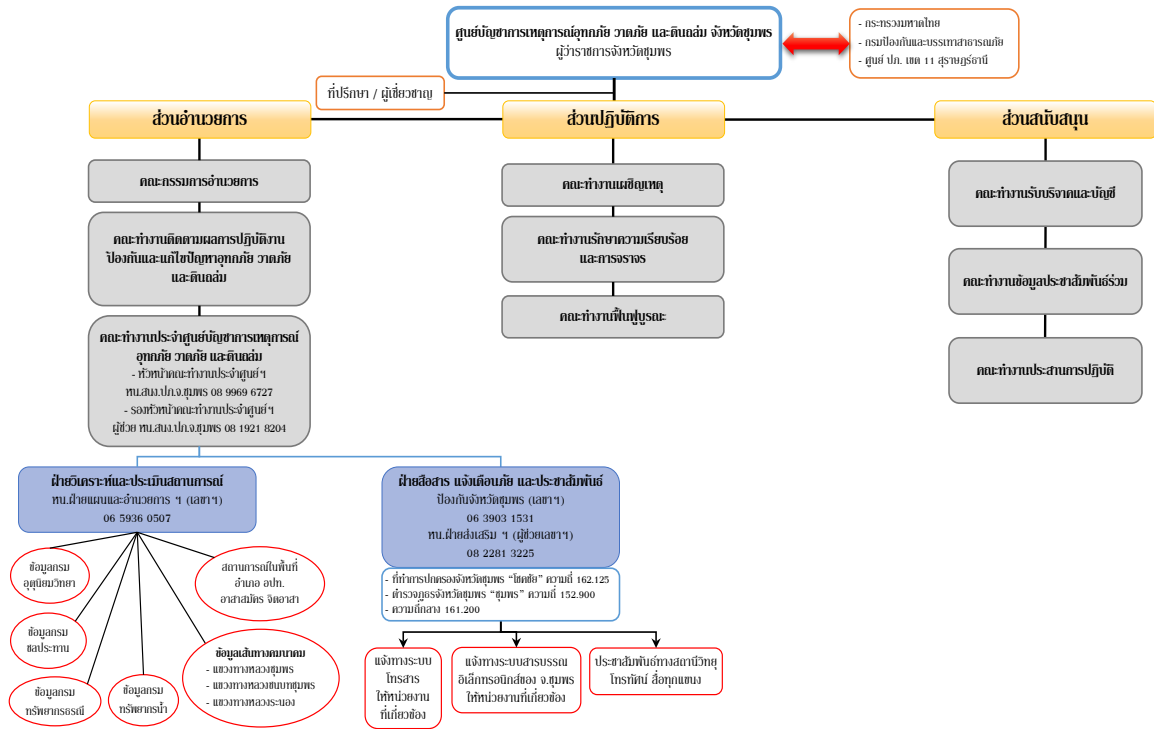 ศูนย์บัญชาการเหตุการณ์อุทกภัย วาตภัย และดินถล่ม จังหวัดชุมพร
ผู้ว่าราชการจังหวัดชุมพร
- กระทรวงมหาดไทย
- กรมป้องกันและบรรเทาสาธารณภัย
- ศูนย์ ปภ. เขต 11 สุราษฎร์ธานี
ที่ปรึกษา / ผู้เชี่ยวชาญ
ส่วนอำนวยการ
ส่วนปฏิบัติการ
ส่วนสนับสนุน
คณะกรรมการอำนวยการ
คณะทำงานติดตามผลการปฏิบัติงาน
ป้องกันและแก้ไขปัญหาอุทกภัย วาตภัย
และดินถล่ม
คณะทำงานประจำศูนย์บัญชาการเหตุการณ์
อุทกภัย วาตภัย และดินถล่ม
- หัวหน้าคณะทำงานประจำศูนย์ฯ
หน.สนง.ปภ.จ.ชุมพร 08 9969 6727
- รองหัวหน้าคณะทำงานประจำศูนย์ฯ
ผู้ช่วย หน.สนง.ปภ.จ.ชุมพร 08 1921 8204
คณะทำงานเผชิญเหตุ
คณะทำงานรักษาความเรียบร้อย
และการจราจร
คณะทำงานฟื้นฟูบูรณะ
คณะทำงานรับบริจาคและบัญชี
คณะทำงานข้อมูลประชาสัมพันธ์ร่วม
คณะทำงานประสานการปฏิบัติ
ฝ่ายวิเคราะห์และประเมินสถานการณ์
หน.ฝ่ายแผนและอำนวยการ ฯ (เลขาฯ)
06 5936 0507
ข้อมูลกรม
อุตุนิยมวิทยา
ข้อมูลกรม
ชลประทาน
ข้อมูลกรม
ทรัพยากรธรณี
ข้อมูลกรม
ทรัพยากรน้ำ
สถานการณ์ในพื้นที่
อำเภอ อปท.
อาสาสมัคร จิตอาสา
ข้อมูลเส้นทางคมนาคม
- แขวงทางหลวงชุมพร
- แขวงทางหลวงชนบทชุมพร
- แขวงทางหลวงระนอง
ฝ่ายสื่อสาร แจ้งเตือนภัย และประชาสัมพันธ์
ป้องกันจังหวัดชุมพร (เลขาฯ)
06 3903 1531
หน.ฝ่ายส่งเสริม ฯ (ผู้ช่วยเลขาฯ)
08 2281 3225
- ที่ทำการปกครองจังหวัดชุมพร “โชคชัย” ความถี่ 162.125
- ตำรวจภูธรจังหวัดชุมพร “ชุมพร” ความถี่ 152.900
- ความถี่กลาง 161.200
แจ้งทางระบบ
โทรสาร
ให้หน่วยงาน
ที่เกี่ยวข้อง
แจ้งทางระบบสารบรรณ
อิเล็กทรอนิกส์ของ จ.ชุมพร
ให้หน่วยงานที่เกี่ยวข้อง
ประชาสัมพันธ์ทางสถานีวิทยุ
โทรทัศน์ สื่อทุกแขนง